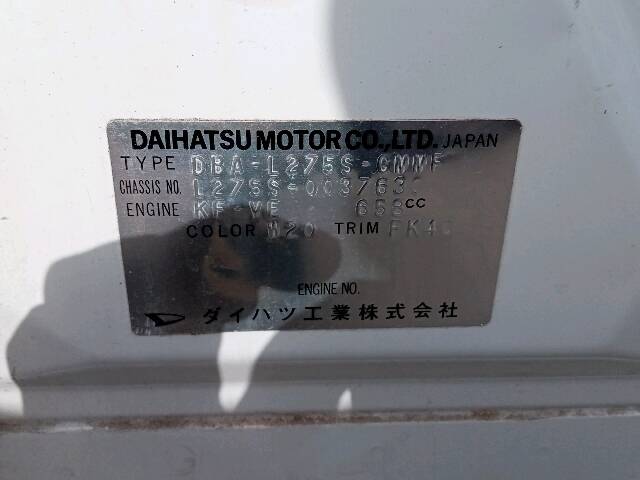 DAIHATSU MOTOR CO., LTD. JAPAN
TYPE DBA-L275S-GMMF
CHASSIS NO.
ENGINE KF-VE 658CC
COLOR W20 TRIM
ENGINE NO.
ダイハツ工業株式会社